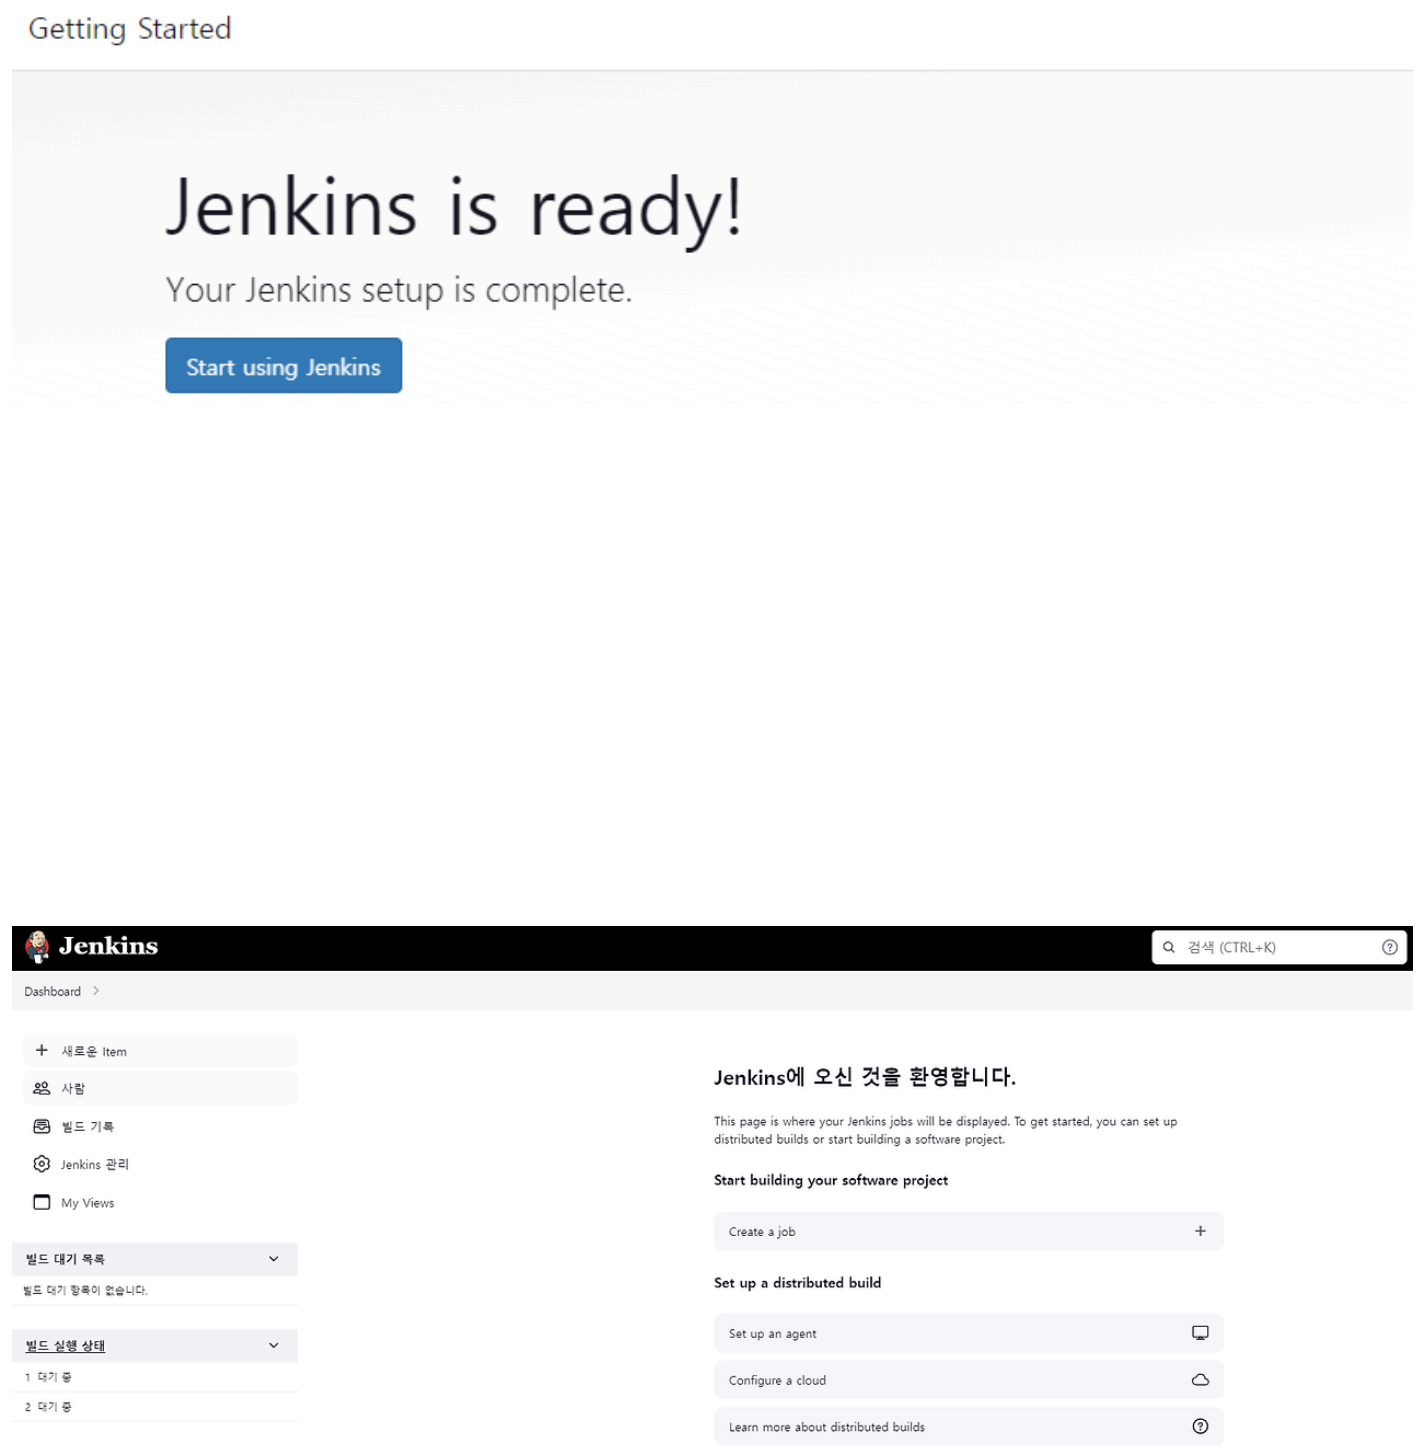 Getting Started
Jenkins is ready!
Your Jenkins setup is complete.
Start using Jenkins
Jenkins
검색 (CTRL+K)
Dashboard
새로운 Item
사람
빌드 기록
Jenkins 관리
My Views
빌드 대기 목록
빌드 대기 항목이 없습니다.
빌드 실행 상태
1 대기 중
2 대기 중
Jenkins에 오신 것을 환영합니다.
This page is where your Jenkins jobs will be displayed. To get started, you can set up
distributed builds or start building a software project.
Start building your software project
Create a job
Set up a distributed build
Set up an agent
Configure a cloud
Learn more about distributed builds